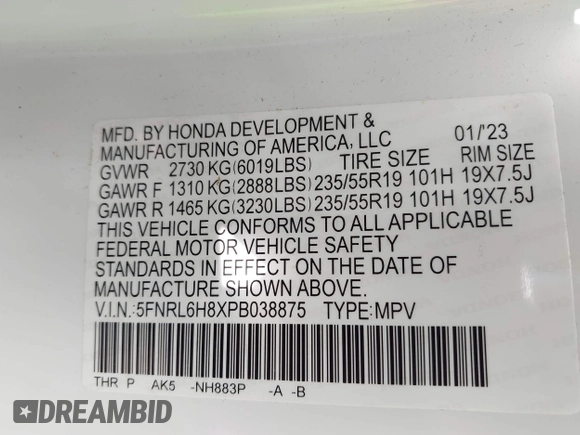 MFD. BY HONDA DEVELOPMENT &
MANUFACTURING OF AMERICA, LLC 01/'23
GVWR 2730 KG(6019LBS) TIRE SIZE RIM SIZE
GAWR F 1310 KG(2888LBS) 235/55R19 101H 19X7.5J
GAWR R 1465 KG(3230LBS) 235/55R19 101H 19X7.5J
THIS VEHICLE CONFORMS TO ALL APPLICABLE
FEDERAL MOTOR VEHICLE SAFETY
STANDARDS IN EFFECT ON THE DATE OF
MANUFACTURE SHOWN ABOVE.
V.I.N.:5FNRL6H8XPB038875 TYPE:MPV
THR P AK5 -NH883P -A -B
DREAMBID